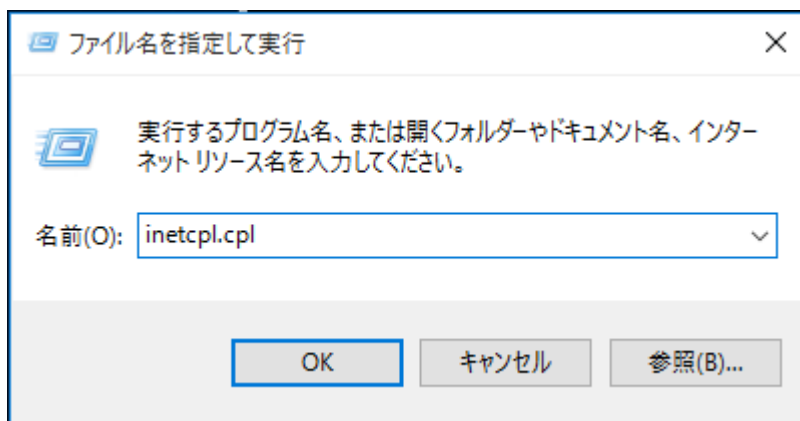 ファイル名を指定して実行
実行するプログラム名、または開くフォルダーやドキュメント名、インター
ネット リソース名を入力してください。
名前(O): inetcpl.cpl
OK キャンセル 参照(B)...